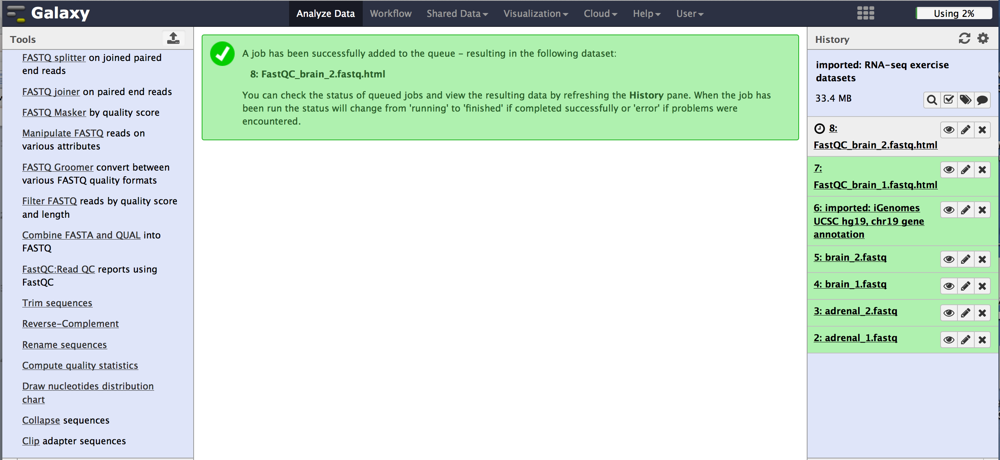 Galaxy
Analyze Data
Workflow
Shared Data
Visualization
Cloud
Help
User
Using 2%
Tools
FASTQ splitter on joined paired
end reads
FASTQ joiner on paired end reads
FASTQ Masker by quality score
Manipulate FASTQ reads on
various attributes
FASTQ Groomer convert between
various FASTQ quality formats
Filter FASTQ reads by quality score
and length
Combine FASTA and QUAL into
FASTQ
FastQC:Read QC reports using
FastQC
Trim sequences
Reverse-Complement
Rename sequences
Compute quality statistics
Draw nucleotides distribution
chart
Collapse sequences
Clip adapter sequences
A job has been successfully added to the queue - resulting in the following dataset:
8: FastQC_brain_2.fastq.html
You can check the status of queued jobs and view the resulting data by refreshing the History pane. When the job has
been run the status will change from 'running' to 'finished' if completed successfully or 'error' if problems were
encountered.
History
imported: RNA-seq exercise
datasets
33.4 MB
8:
FastQC_brain_2.fastq.html
7:
FastQC_brain_1.fastq.html
6: imported: iGenomes
UCSC hg19, chr19 gene
annotation
5: brain_2.fastq
4: brain_1.fastq
3: adrenal_2.fastq
2: adrenal_1.fastq